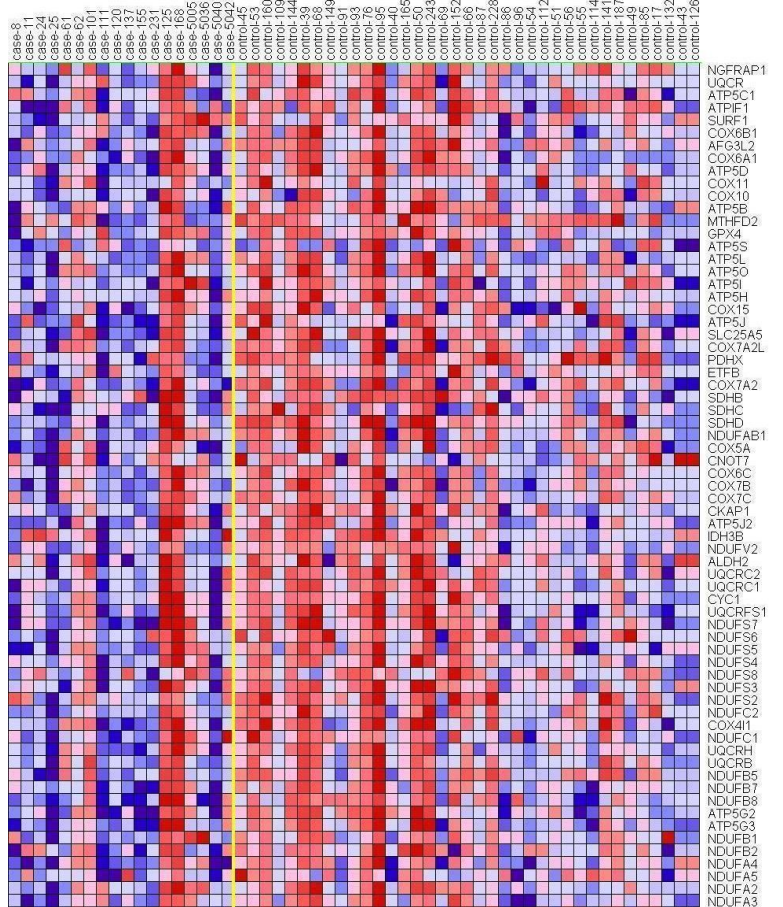 case-8
case-11
case-24
case-25
case-61
case-62
case-101
case-111
case-120
case-137
case-155
case-231
case-125
case-168
case-5005
case-5036
case-5040
case-5042
control-45
control-53
control-160
control-109
control-144
control-39
control-68
control-149
control-91
control-93
control-76
control-95
control-40
control-165
control-50
control-243
control-69
control-152
control-66
control-87
control-228
control-86
control-54
control-112
control-51
control-56
control-55
control-114
control-141
control-49
control-132
control-43
control-126
NGFRAP1
UQCR
ATP5C1
ATPIF1
SURF1
COX6B1
AFG3L2
COX6A1
ATP5D
COX11
COX10
ATP5B
MTHFD2
GPX4
ATP5S
ATP5L
ATP5O
ATP5I
ATP5H
COX15
ATP5J
SLC25A5
COX7A2L
PDHX
ETFB
COX7A2
SDHB
SDHC
SDHD
NDUFAB1
COX5A
CNOT7
COX6C
COX7B
COX7C
CKAP1
ATP5J2
IDH3B
NDUFV2
ALDH2
UQCRC2
UQCRC1
CYC1
UQCRFS1
NDUFS7
NDUFS6
NDUFS5
NDUFS4
NDUFS8
NDUFS3
NDUFS2
NDUFC2
COX4I1
NDUFC1
UQCRH
UQCRB
NDUFB5
NDUFB7
NDUFB8
ATP5G2
ATP5G3
NDUFB1
NDUFB2
NDUFA4
NDUFA5
NDUFA2
NDUFA3